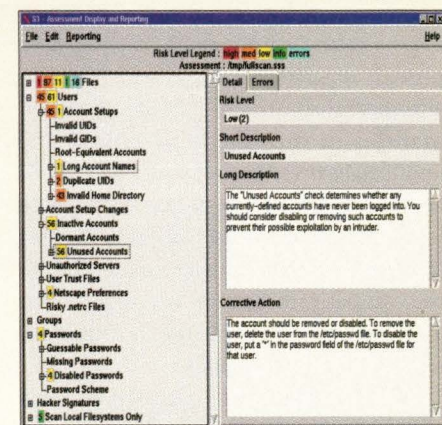 S3 - Assessment Display and Reporting
File Edit Reporting Help
Risk Level Legend : high med low info errors
Assessment : /tmp/fullscan.sss
1 87 11 1 16 Files
45 61 Users
45 1 Account Setups
Invalid UIDs
Invalid GIDs
Root-Equivalent Accounts
1 Long Account Names
2 Duplicate UIDs
43 Invalid Home Directory
Account Setup Changes
56 Inactive Accounts
Dormant Accounts
56 Unused Accounts
Unauthorized Servers
User Trust Files
4 Netscape Preferences
Risky .netrc Files
Groups
4 Passwords
Guessable Passwords
Missing Passwords
4 Disabled Passwords
Password Scheme
Hacker Signatures
5 Scan Local Filesystems Only
Detail Errors
Risk Level
Low (2)
Short Description
Unused Accounts
Long Description
The "Unused Accounts" check detemines whether any
currently-defined accounts have never been logged into. You
should consider disabling or removing such accounts to
prevent their possible exploitation by an intruder.
Corrective Action
The account should be removed or disabled. To remove the
user, delete the user from the /etc/passwd file. To disable the
user, put a "*" in the password field of the /etc/passwd file for
that user.